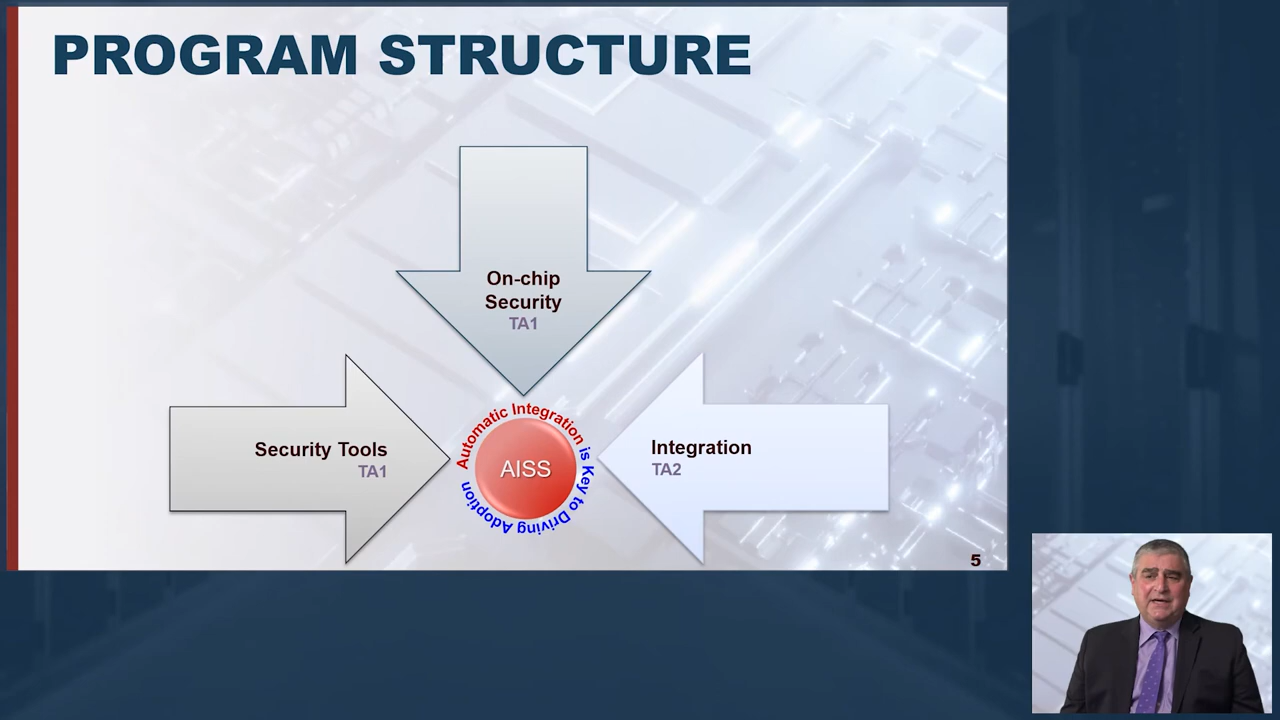 PROGRAM STRUCTURE
On-chip
Security
TA1
Security Tools
TA1
Automatic Integration is Key to Driving Adoption
AISS
Integration
TA2
5